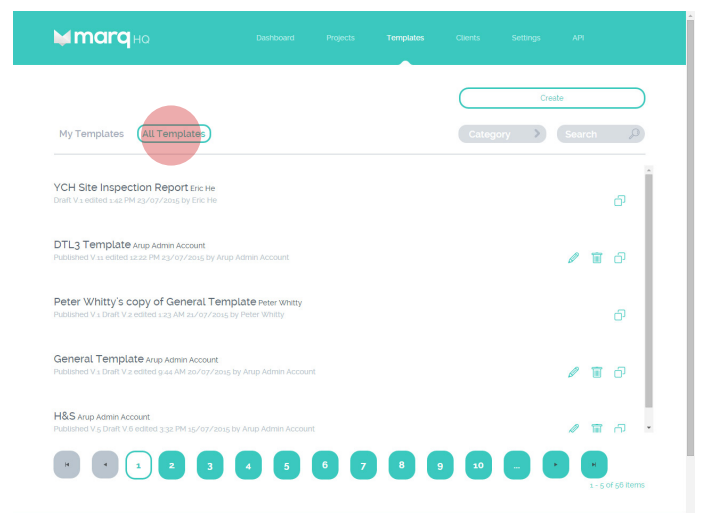 marq HQ
Dashboard Projects Templates Clients Settings API
Create
My Templates All Templates Category Search
YCH Site Inspection Report Eric He
Draft V.1 edited 1:42 PM 23/07/2015 by Eric He
DTL3 Template Arup Admin Account
Published V.11 edited 12:22 PM 23/07/2015 by Arup Admin Account
Peter Whitty's copy of General Template Peter Whitty
Published V.1 Draft V.2 edited 1:23 AM 21/07/2015 by Peter Whitty
General Template Arup Admin Account
Published V.1 Draft V.2 edited 9:44 AM 20/07/2015 by Arup Admin Account
H&S Arup Admin Account
Published V.5 Draft V.6 edited 3:32 PM 15/07/2015 by Arup Admin Account
1 2 3 4 5 6 7 8 9 10 ...
1 - 5 of 56 items